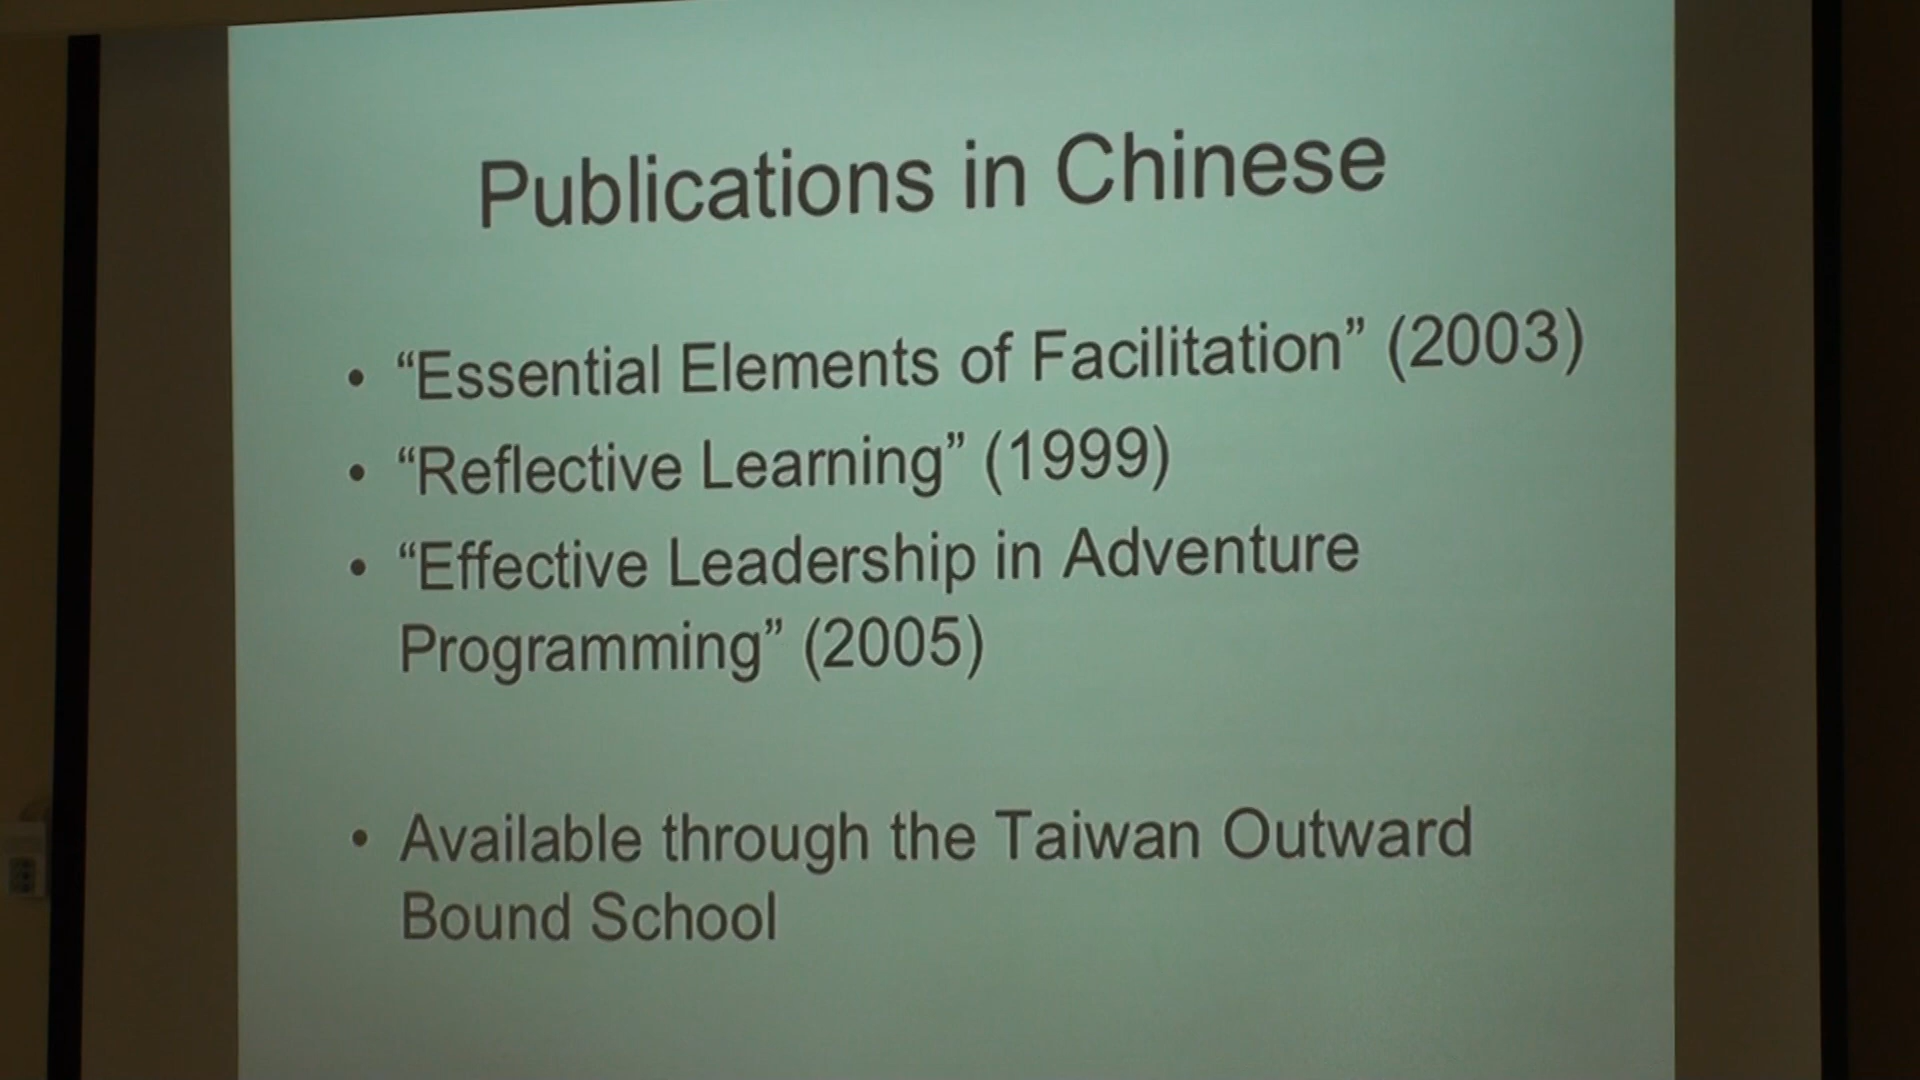 Publications in Chinese
• “Essential Elements of Facilitation” (2003)
• “Reflective Learning” (1999)
• “Effective Leadership in Adventure
Programming” (2005)
• Available through the Taiwan Outward
Bound School